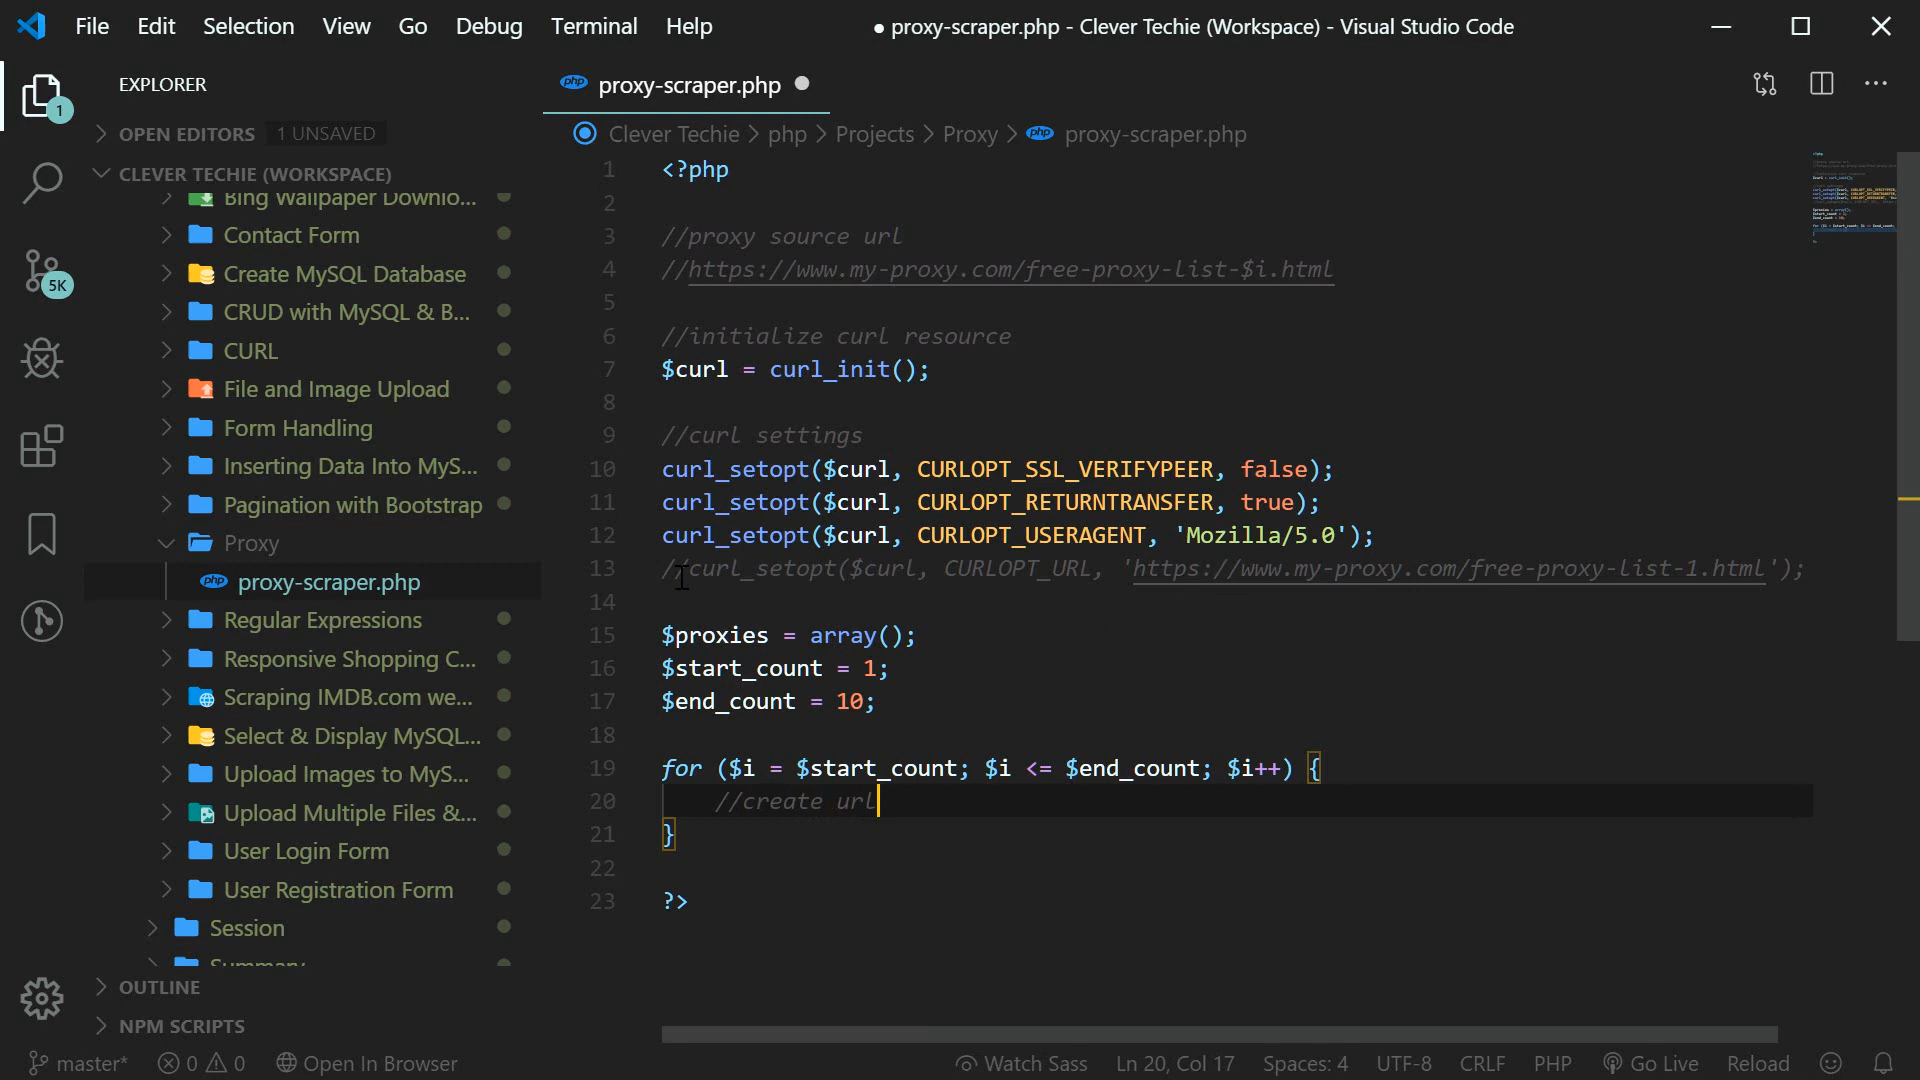 File Edit Selection View Go Debug Terminal Help
● proxy-scraper.php - Clever Techie (Workspace) - Visual Studio Code
EXPLORER
1
OPEN EDITORS 1 UNSAVED
CLEVER TECHIE (WORKSPACE)
Bing Wallpaper Downlo...
Contact Form
Create MySQL Database
5K
CRUD with MySQL & B...
CURL
File and Image Upload
Form Handling
Inserting Data Into MyS...
Pagination with Bootstrap
Proxy
php proxy-scraper.php
Regular Expressions
Responsive Shopping C...
Scraping IMDB.com we...
Select & Display MySQL...
Upload Images to MyS...
Upload Multiple Files &...
User Login Form
User Registration Form
Session
Summary
OUTLINE
NPM SCRIPTS
php proxy-scraper.php
Clever Techie > php > Projects > Proxy > php proxy-scraper.php
1 <?php
2
3 //proxy source url
4 //https://www.my-proxy.com/free-proxy-list-$i.html
5
6 //initialize curl resource
7 $curl = curl_init();
8
9 //curl settings
10 curl_setopt($curl, CURLOPT_SSL_VERIFYPEER, false);
11 curl_setopt($curl, CURLOPT_RETURNTRANSFER, true);
12 curl_setopt($curl, CURLOPT_USERAGENT, 'Mozilla/5.0');
13 //curl_setopt($curl, CURLOPT_URL, 'https://www.my-proxy.com/free-proxy-list-1.html');
14
15 $proxies = array();
16 $start_count = 1;
17 $end_count = 10;
18
19 for ($i = $start_count; $i <= $end_count; $i++) {
20 //create url
21 }
22
23 ?>
master* 0 0 Open In Browser
Watch Sass Ln 20, Col 17 Spaces: 4 UTF-8 CRLF PHP Go Live Reload